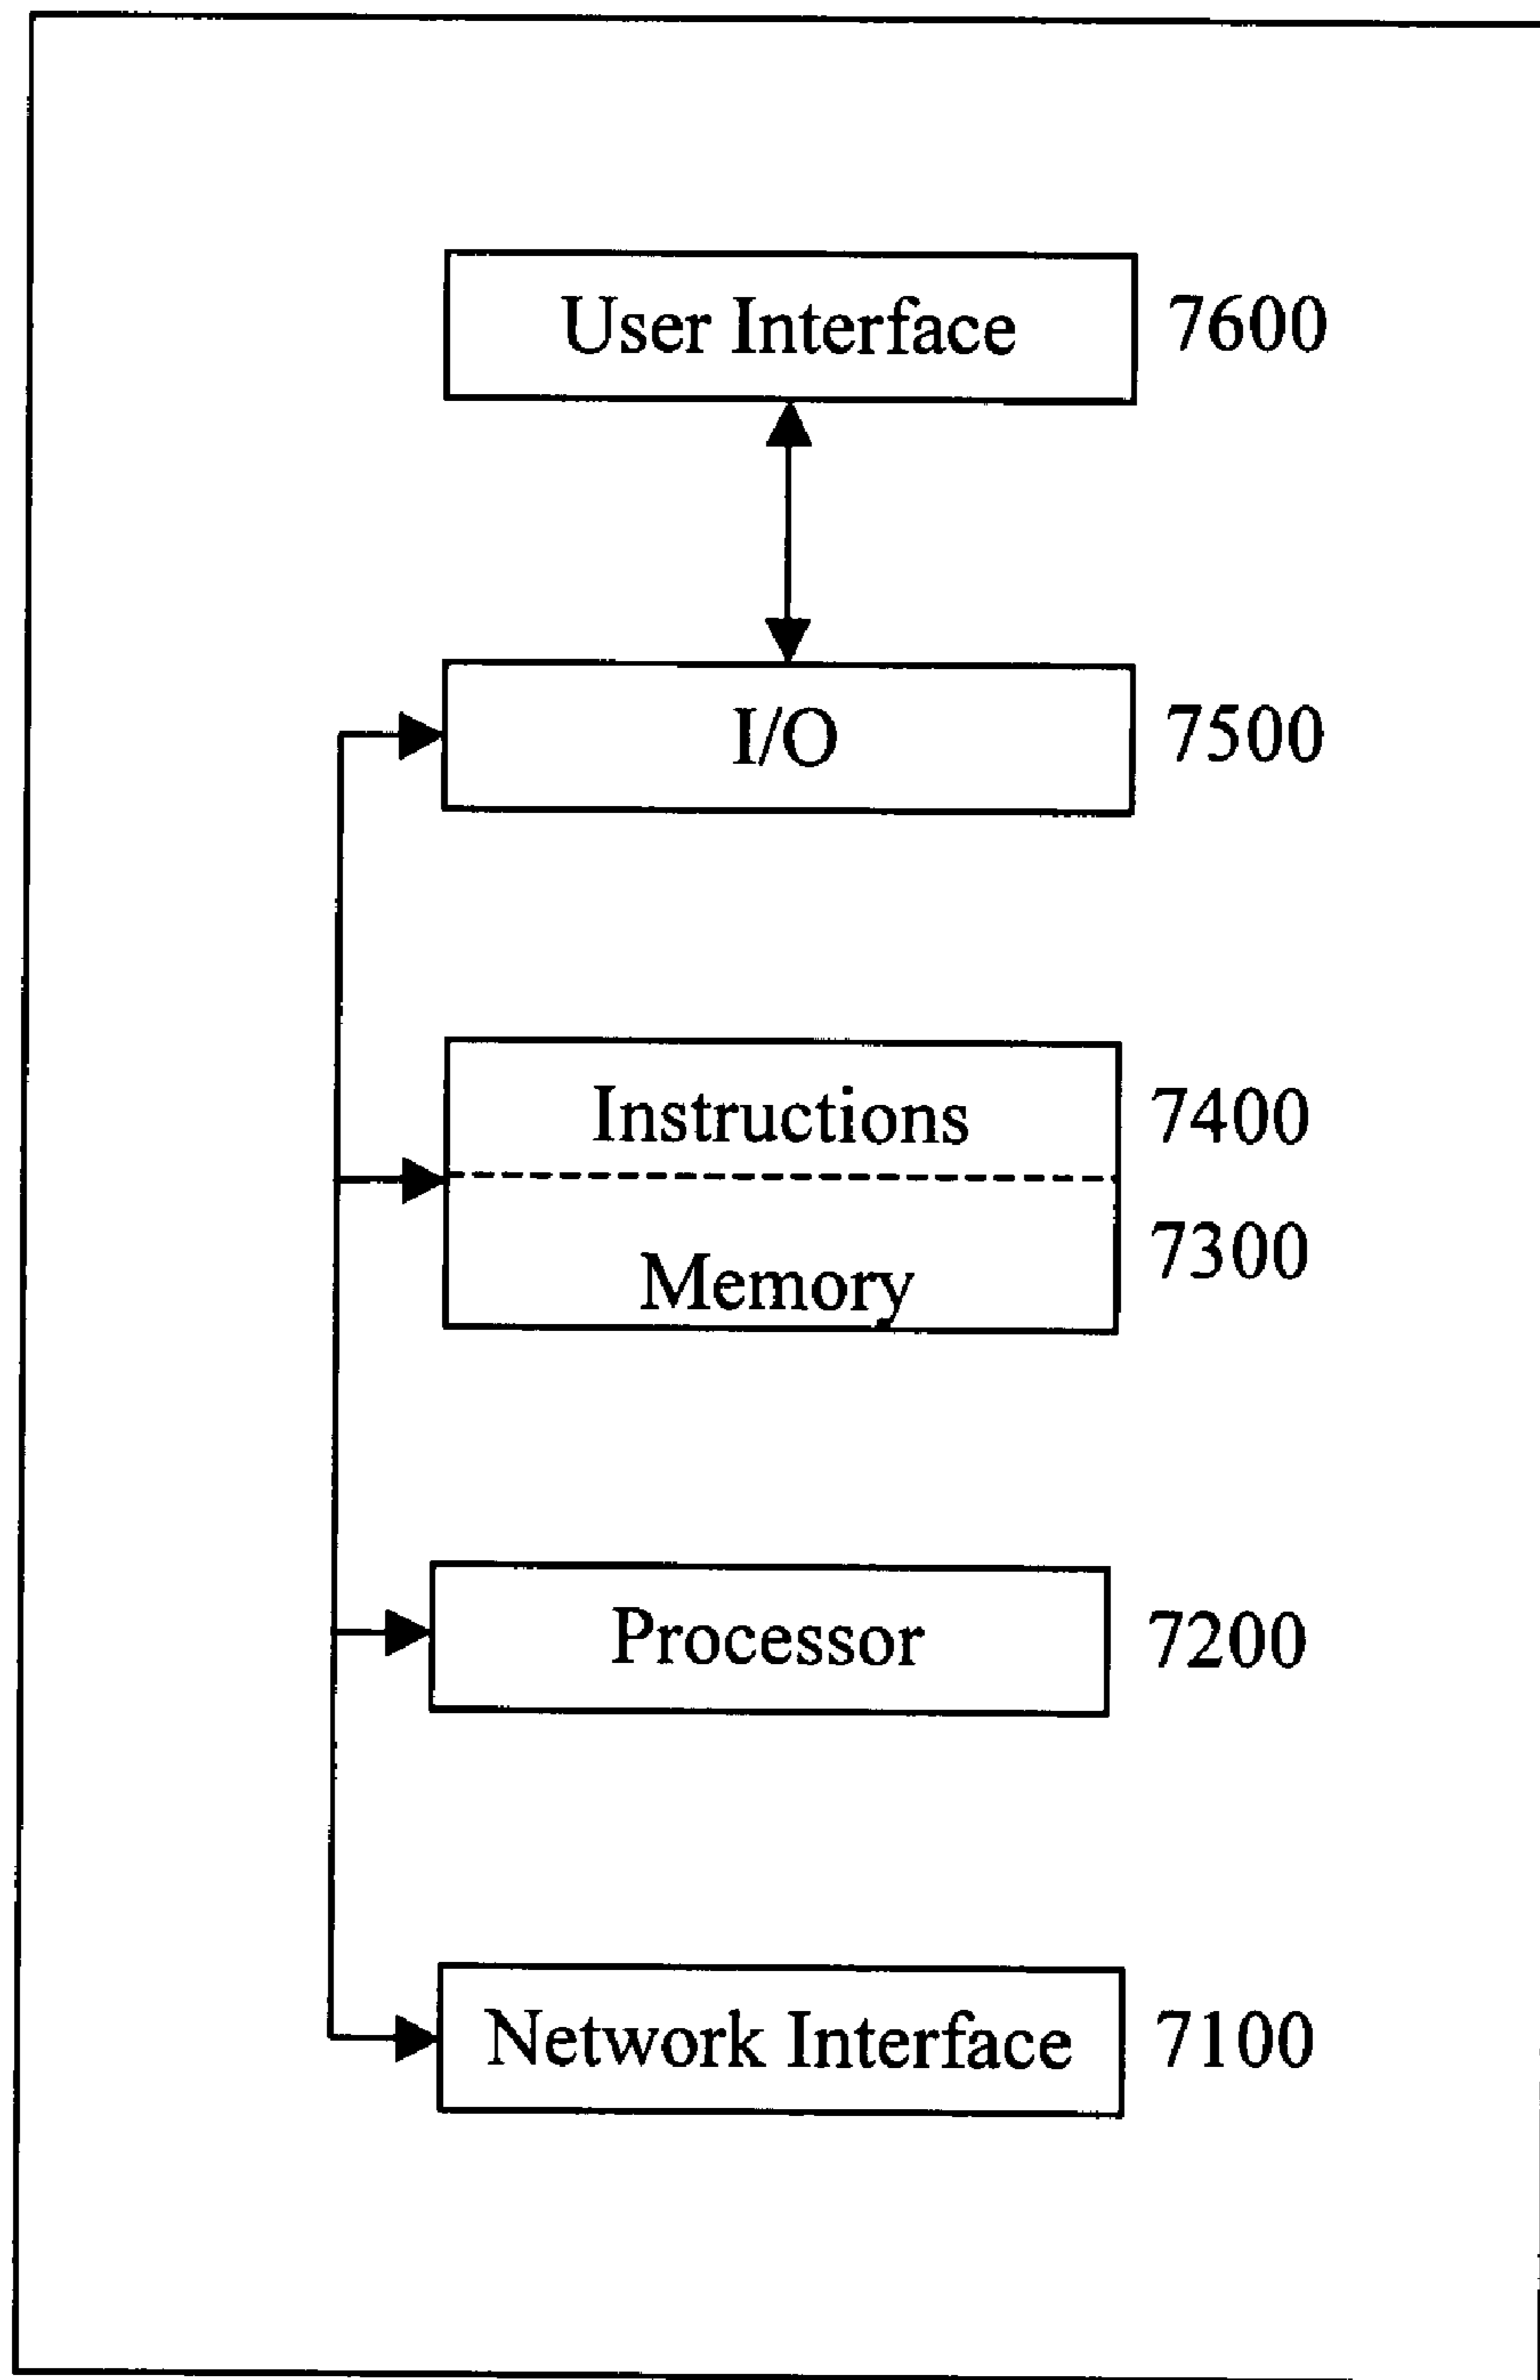 User Interface 7600
I/O 7500
Instructions 7400
Memory 7300
Processor 7200
Network Interface 7100